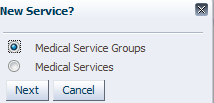 New Service?
Medical Service Groups
Medical Services
Next Cancel